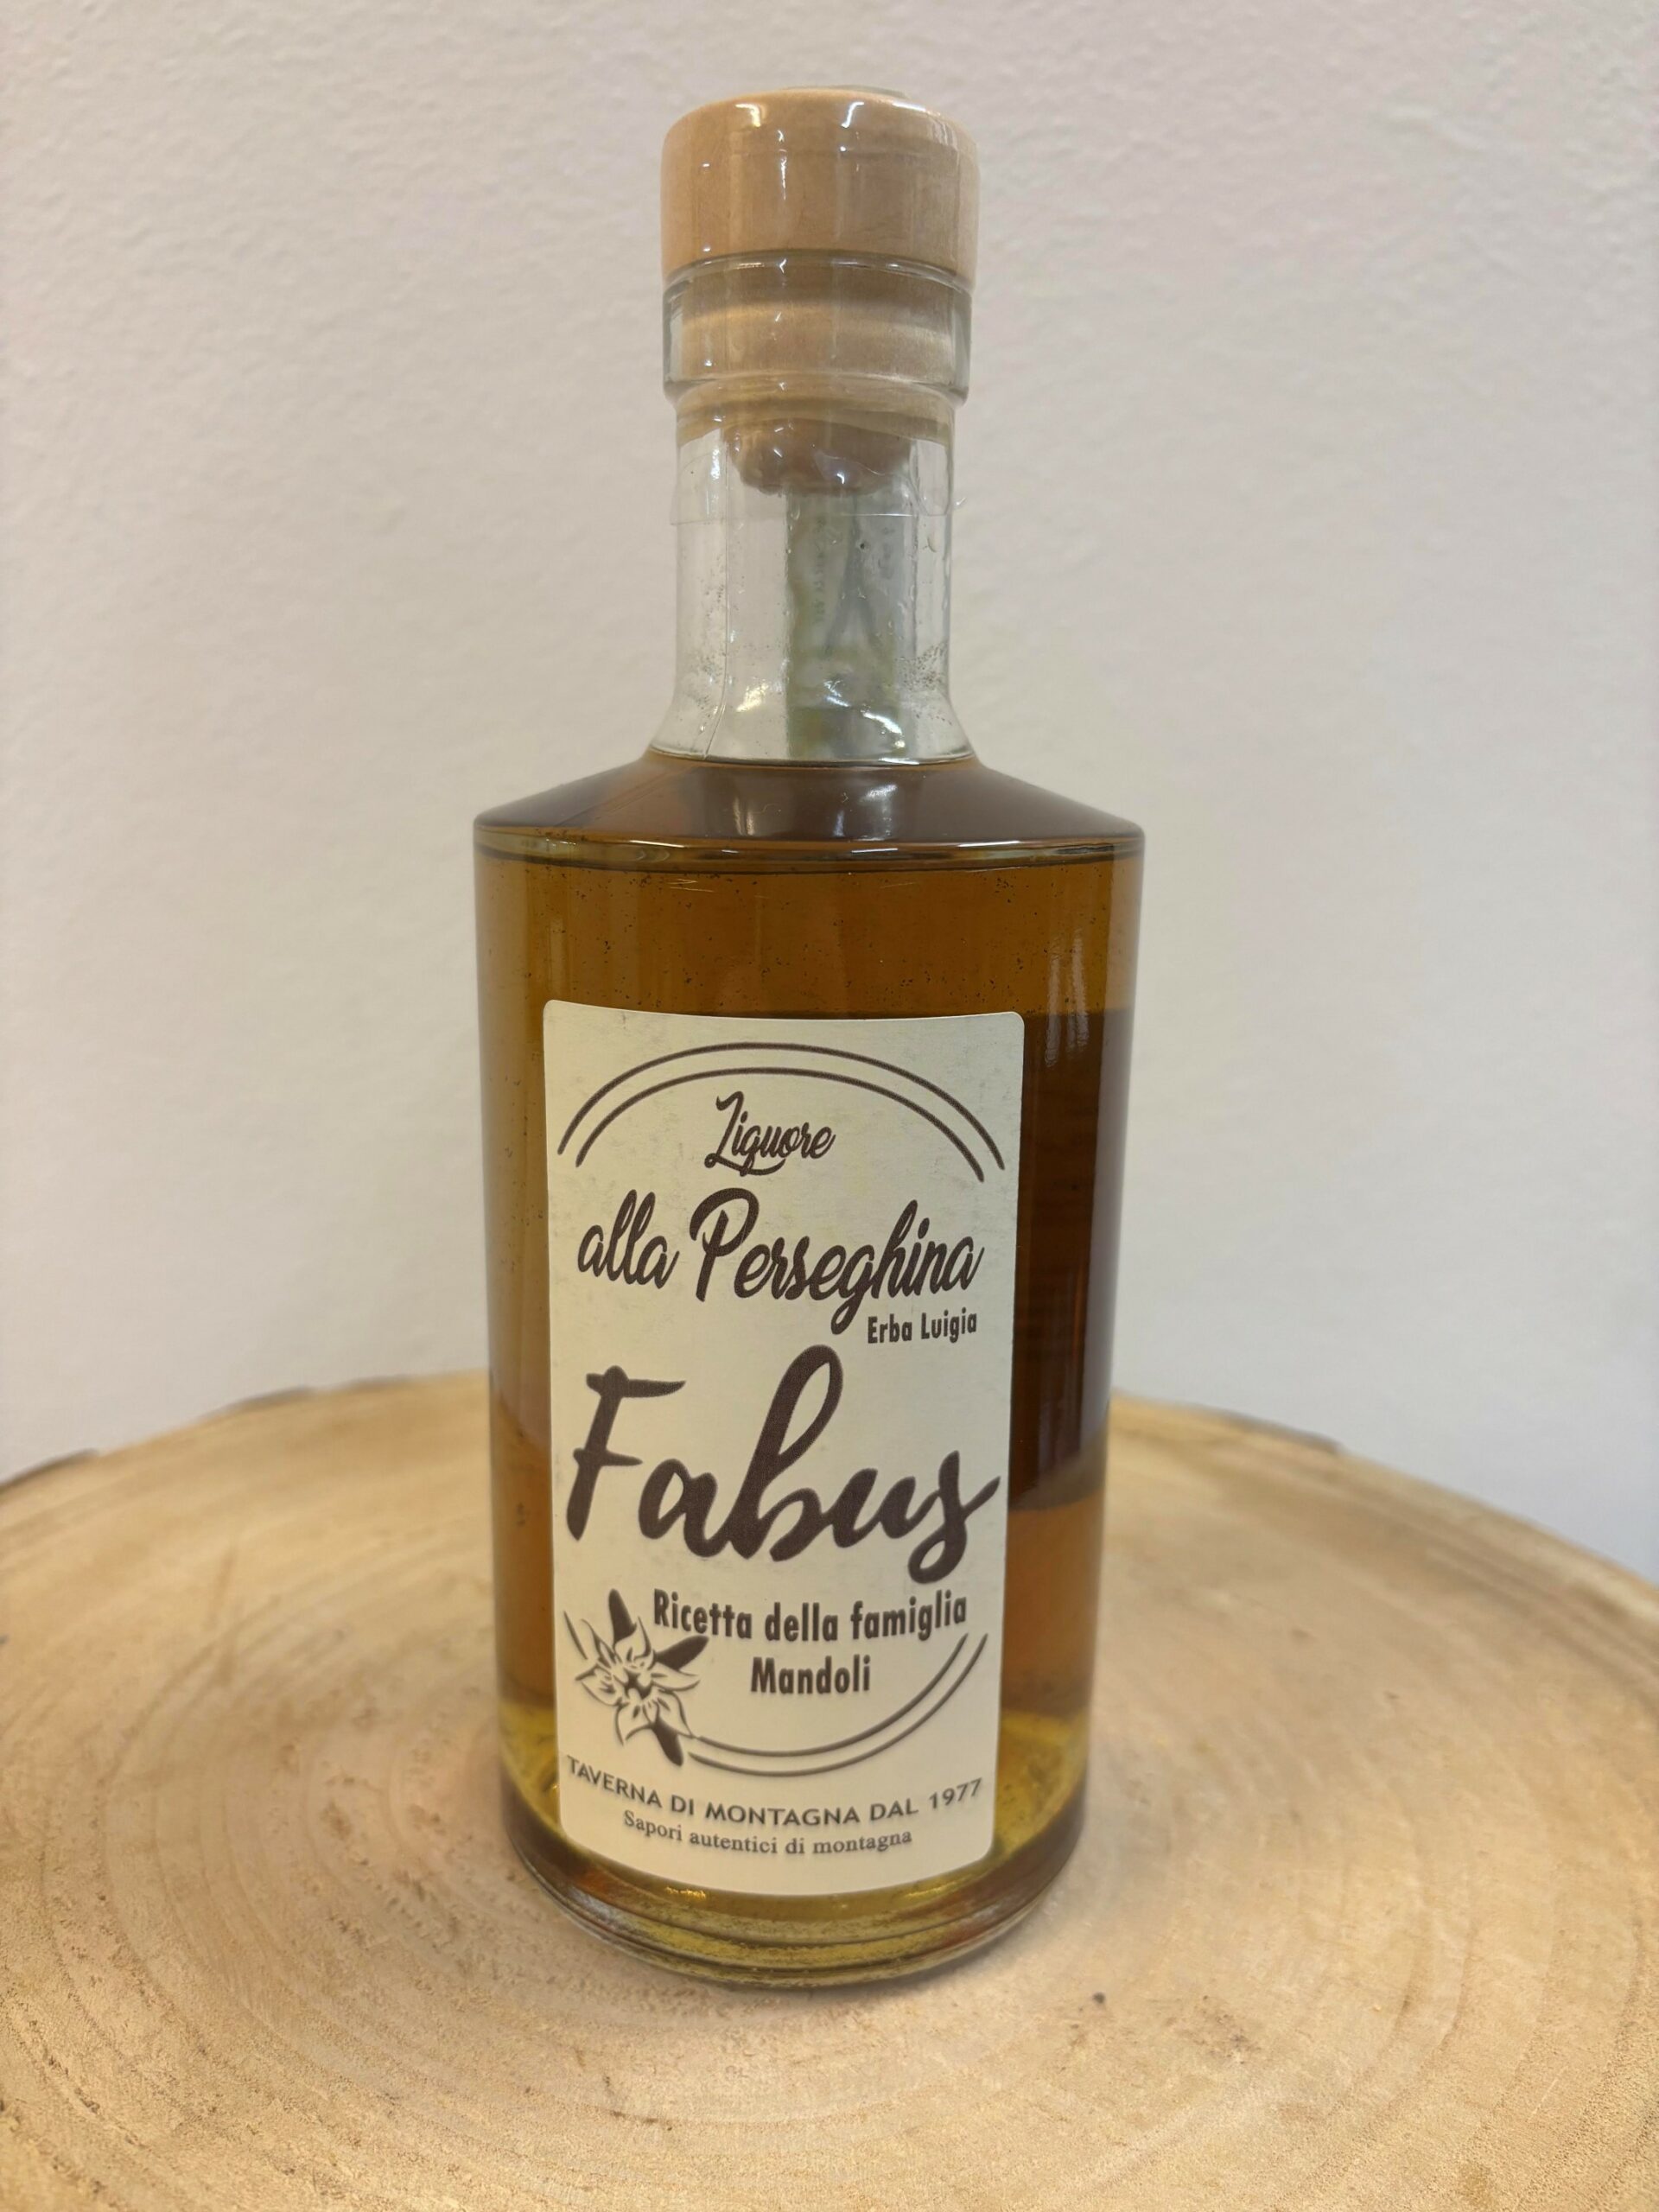 Liquore
alla Perseghina
Erba Luigia
Fabus
Ricetta della famiglia
Mandoli
TAVERNA DI MONTAGNA DAL 1977
Sapori autentici di montagna